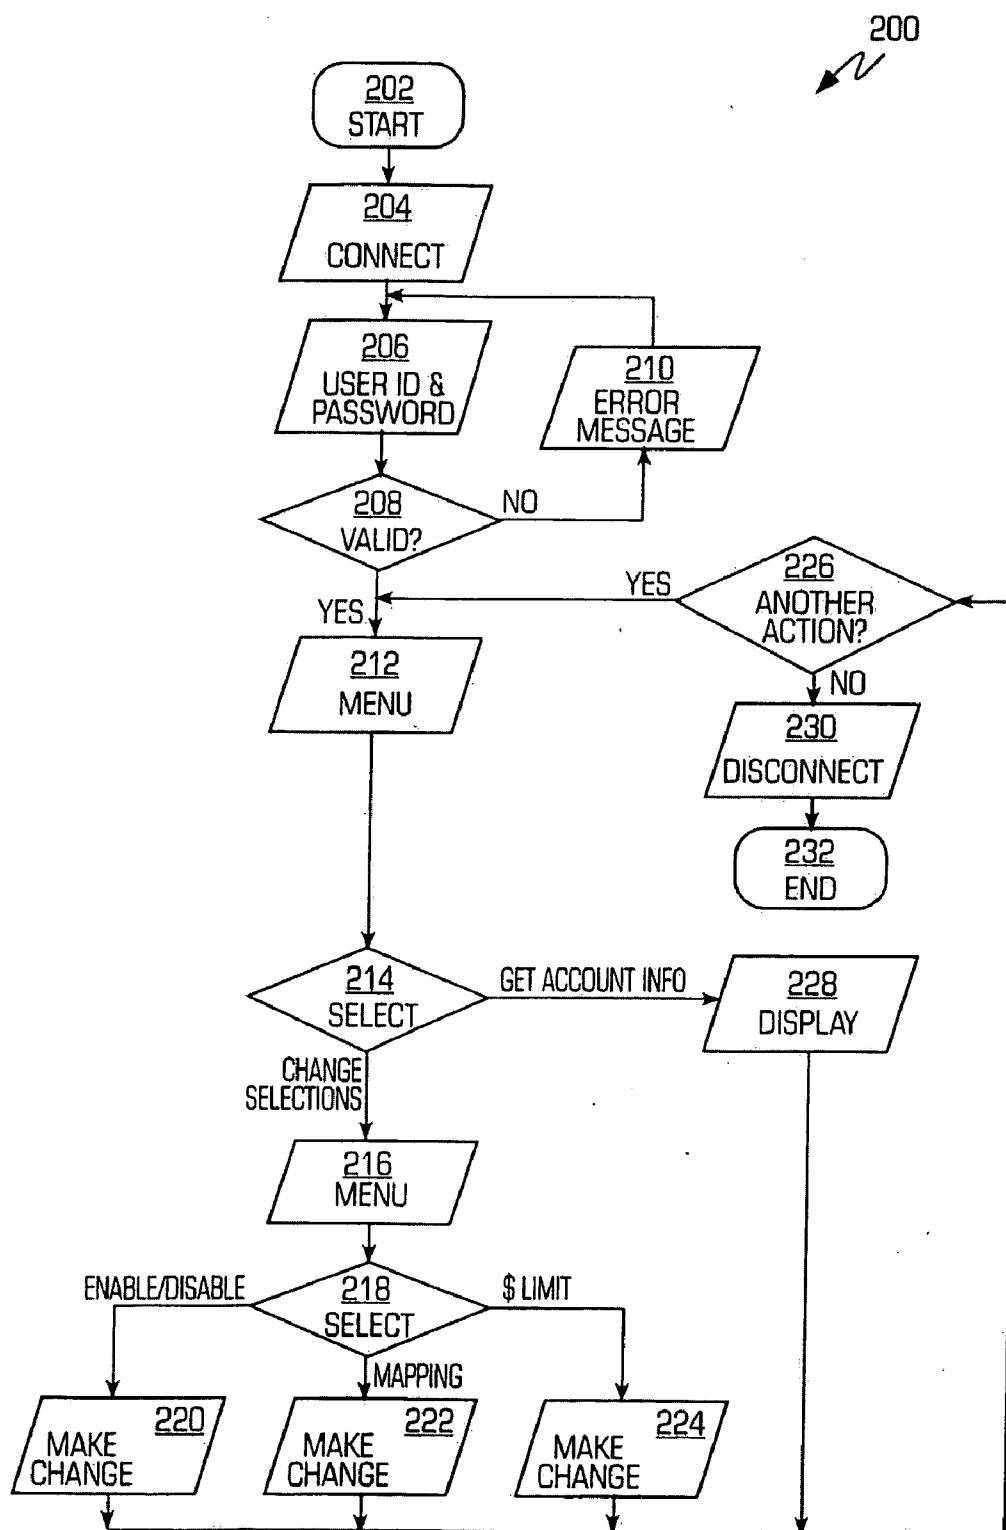 200
202
START
204
CONNECT
206
USER ID &
PASSWORD
210
ERROR
MESSAGE
208
VALID?
NO
YES
226
ANOTHER
ACTION?
YES
NO
212
MENU
230
DISCONNECT
232
END
214
SELECT
GET ACCOUNT INFO
228
DISPLAY
CHANGE
SELECTIONS
216
MENU
218
SELECT
ENABLE/DISABLE
$ LIMIT
MAPPING
220
MAKE
CHANGE
222
MAKE
CHANGE
224
MAKE
CHANGE